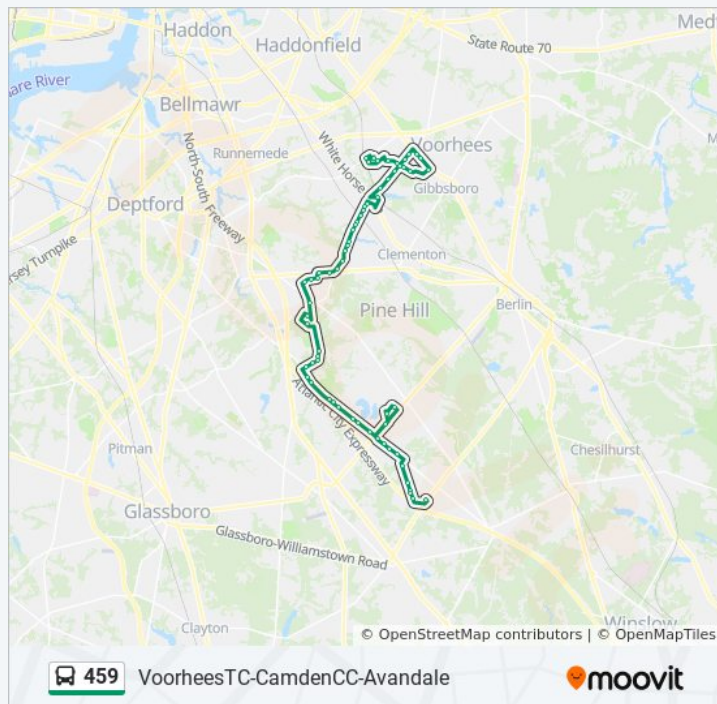 Haddon
Haddonfield
State Route 70
Medf
are River
Bellmawr
Runnemede
White Horse
Voorhees
Gibbsboro
North-South Freeway
Deptford
ersey Turnpike
Clementon
Pine Hill
Berlin
Atlantic City Expressway
Pitman
Chesilhurst
Glassboro
Glassboro-Williamstown Road
Clayton
Winslow
© OpenStreetMap contributors | © OpenMapTiles
459 VoorheesTC-CamdenCC-Avandale moovit